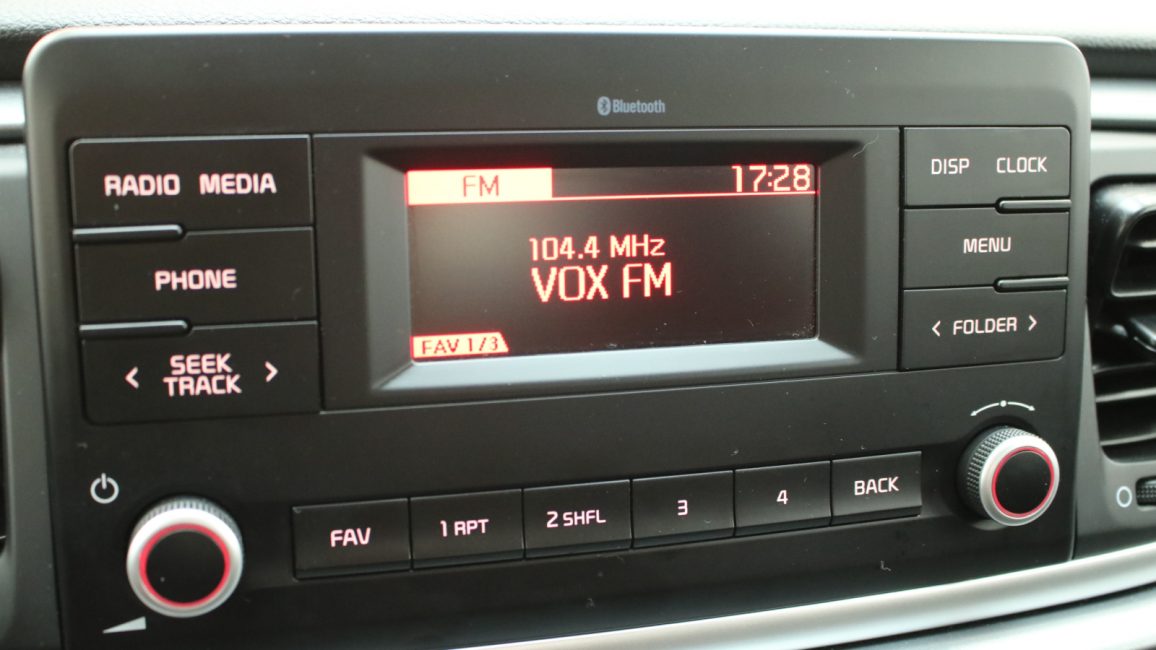 Bluetooth
RADIO MEDIA
PHONE
< SEEK TRACK >
FM 17:28
104.4 MHz
VOX FM
FAV 1/3
DISP CLOCK
MENU
< FOLDER >
FAV
1 RPT
2 SHFL
3
4
BACK